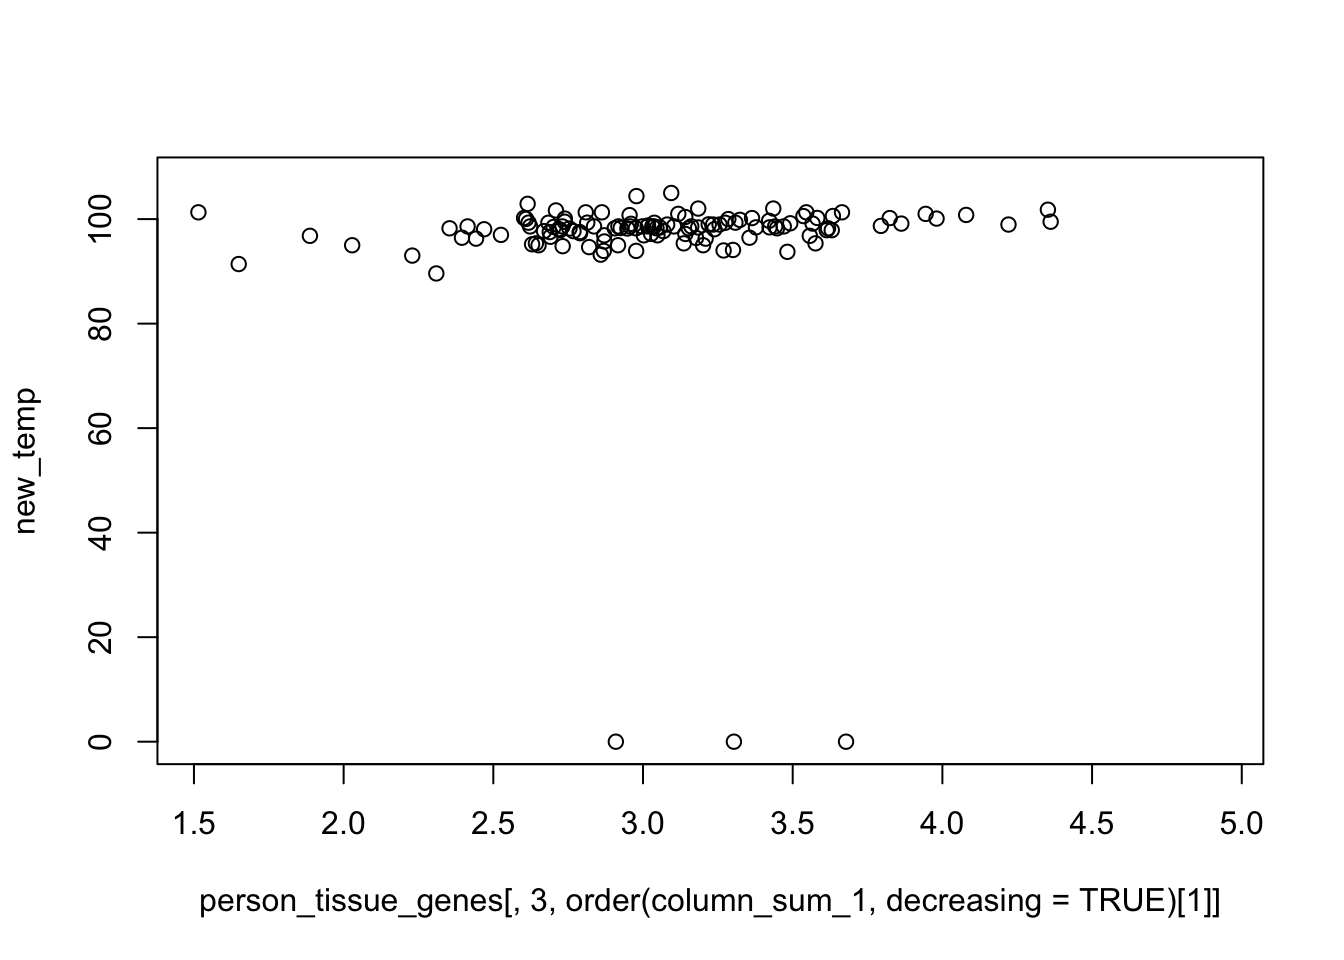 new_temp
100
80
60
40
20
0
1.5 2.0 2.5 3.0 3.5 4.0 4.5 5.0
person_tissue_genes[, 3, order(column_sum_1, decreasing = TRUE)[1]]